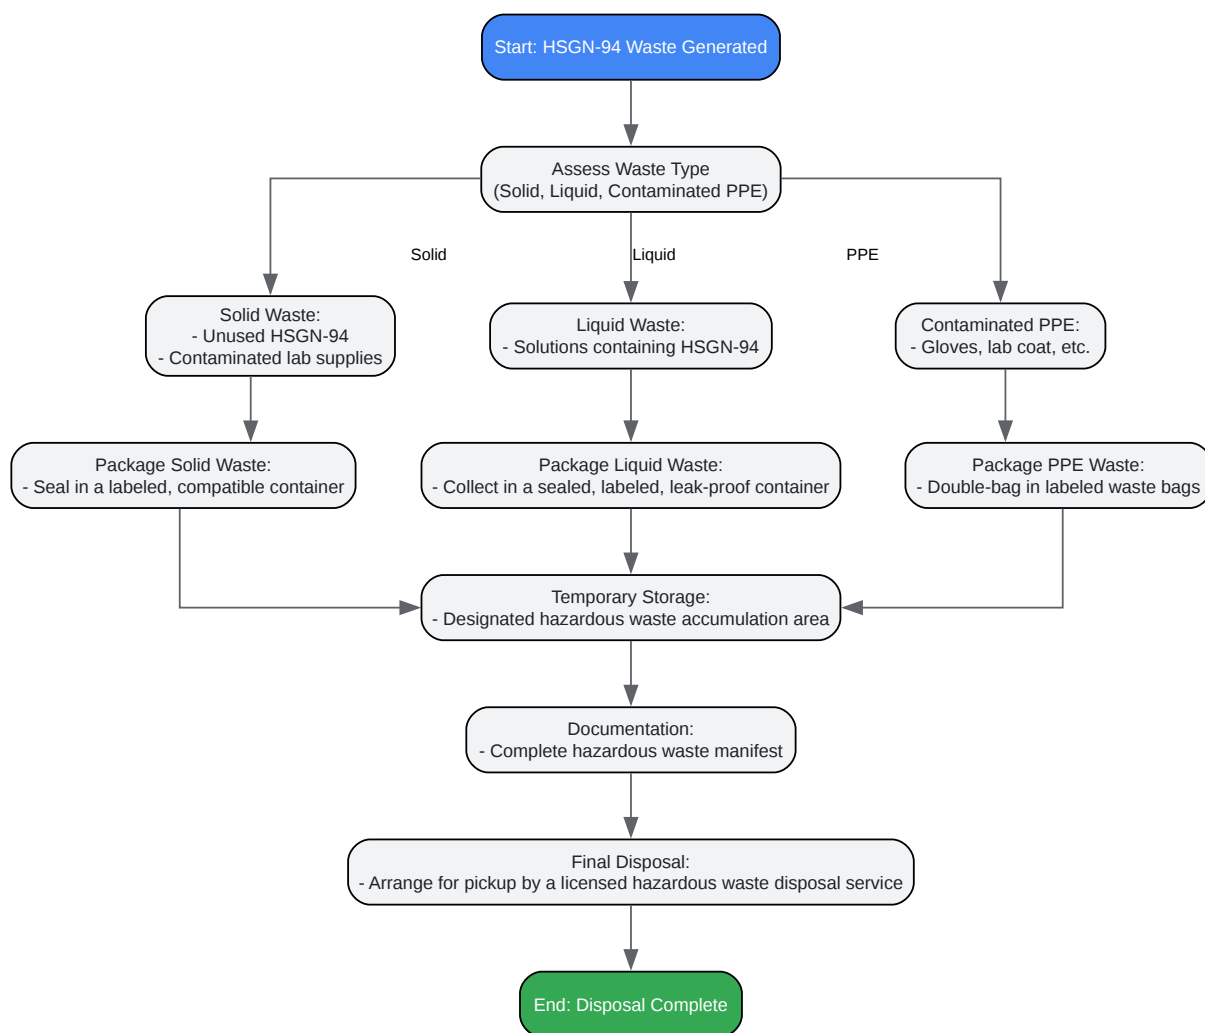 Start: HSGN-94 Waste Generated
Assess Waste Type
(Solid, Liquid, Contaminated PPE)
Solid
Liquid
PPE
Solid Waste:
- Unused HSGN-94
- Contaminated lab supplies
Liquid Waste:
- Solutions containing HSGN-94
Contaminated PPE:
- Gloves, lab coat, etc.
Package Solid Waste:
- Seal in a labeled, compatible container
Package Liquid Waste:
- Collect in a sealed, labeled, leak-proof container
Package PPE Waste:
- Double-bag in labeled waste bags
Temporary Storage:
- Designated hazardous waste accumulation area
Documentation:
- Complete hazardous waste manifest
Final Disposal:
- Arrange for pickup by a licensed hazardous waste disposal service
End: Disposal Complete